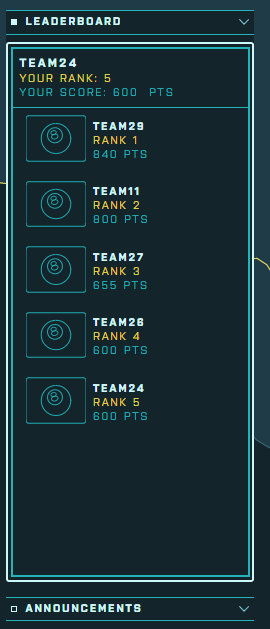 LEADERBOARD
TEAM24
YOUR RANK: 5
YOUR SCORE: 600 PTS
TEAM29
RANK 1
840 PTS
TEAM11
RANK 2
800 PTS
TEAM27
RANK 3
655 PTS
TEAM26
RANK 4
600 PTS
TEAM24
RANK 5
600 PTS
ANNOUNCEMENTS